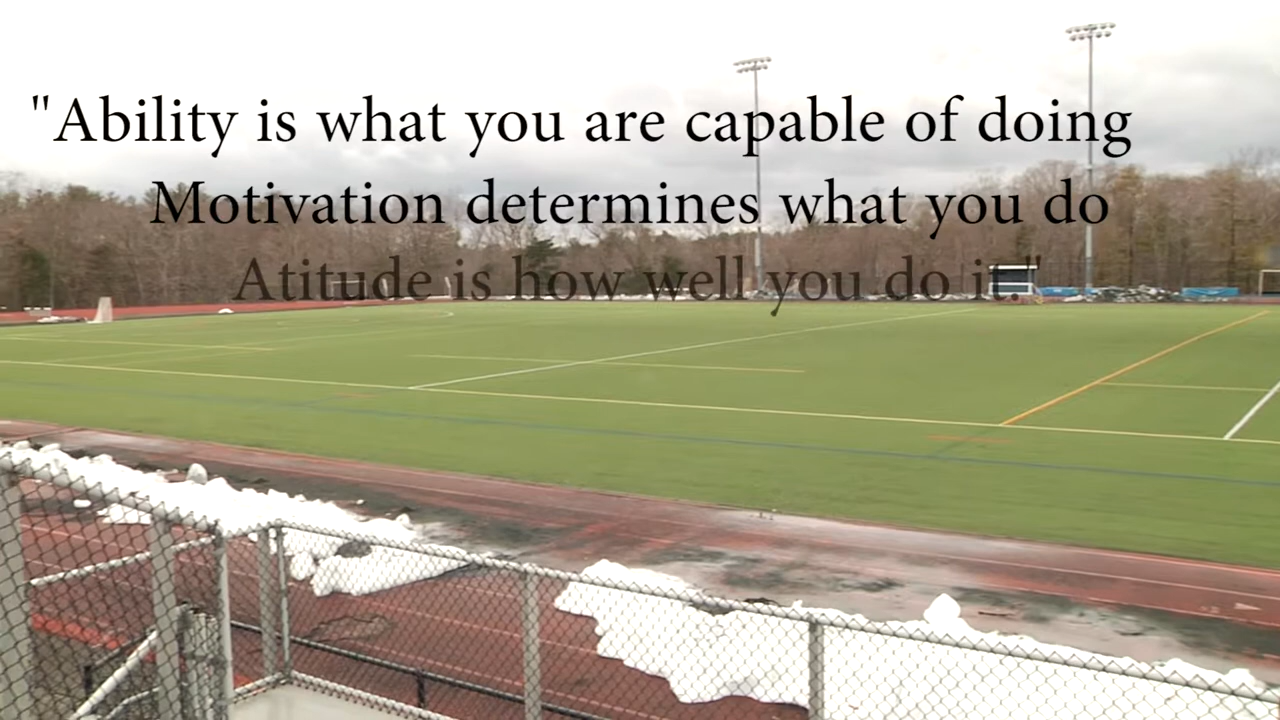 "Ability is what you are capable of doing
Motivation determines what you do
Atitude is how well you do it."